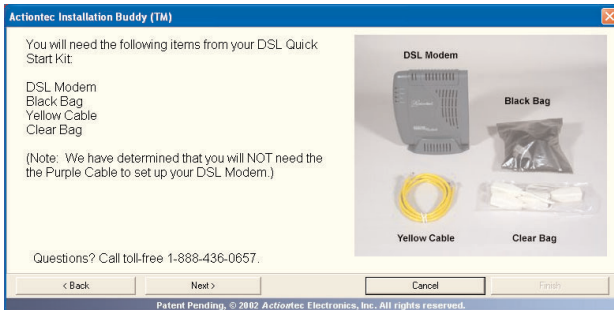 Actiontec Installation Buddy (TM)
You will need the following items from your DSL Quick
Start Kit:
DSL Modem
Black Bag
Yellow Cable
Clear Bag
(Note: We have determined that you will NOT need the
the Purple Cable to set up your DSL Modem.)
Questions? Call toll-free 1-888-436-0657.
DSL Modem
Black Bag
Yellow Cable
Clear Bag
< Back
Next >
Cancel
Finish
Patent Pending, © 2002 Actiontec Electronics, Inc. All rights reserved.